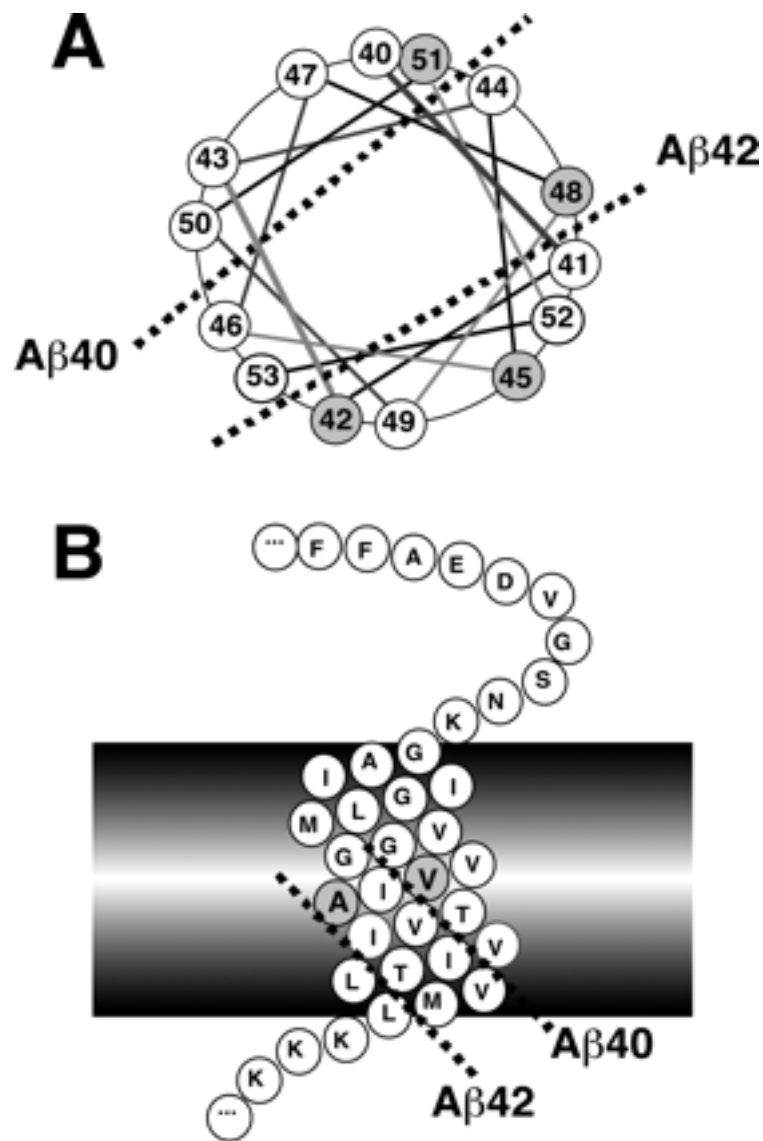 A
40 51
47 44
Aβ42
43 48
50 41
46 52
Aβ40
53 45
42 49
B
... F F A E D V
G
S
N
K
I A G
M L G I
G G V
A I V V
I V T
L T I V
L M V
K K K
Aβ40
Aβ42
...